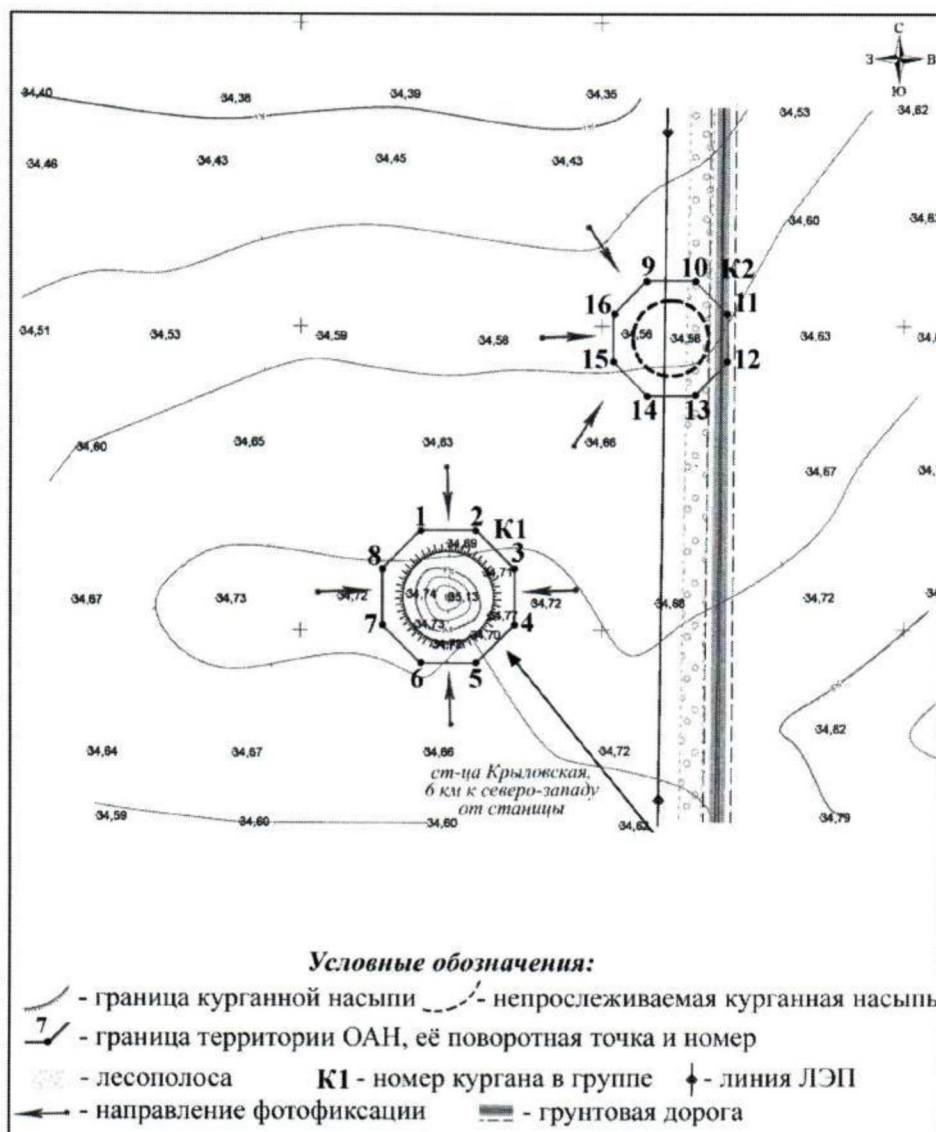 С
З В
Ю
34,40 34,38 34,39 34,35 34,53 34,62
34,46 34,43 34,45 34,43
34,60
9 10 К2
16 11
34,51 34,53 34,59 34,58 34,56 34,58 34,63
15 12
14 13
34,60 34,65 34,63 34,66
34,67
1 2 К1
34,69
8 3
34,71
34,67 34,73 34,72 34,74 35,13 34,72 34,68 34,72
34,77
7 34,73 34,70 4
34,72
6 5
34,64 34,67 34,66 34,72 34,82
ст-ца Крыловская,
6 км к северо-западу
от станицы
34,59 34,60 34,60 34,62 34,79
Условные обозначения:
- граница курганной насыпи - непрослеживаемая курганная насыпь
7 - граница территории ОАН, её поворотная точка и номер
- лесополоса К1 - номер кургана в группе - линия ЛЭП
- направление фотофиксации - грунтовая дорога